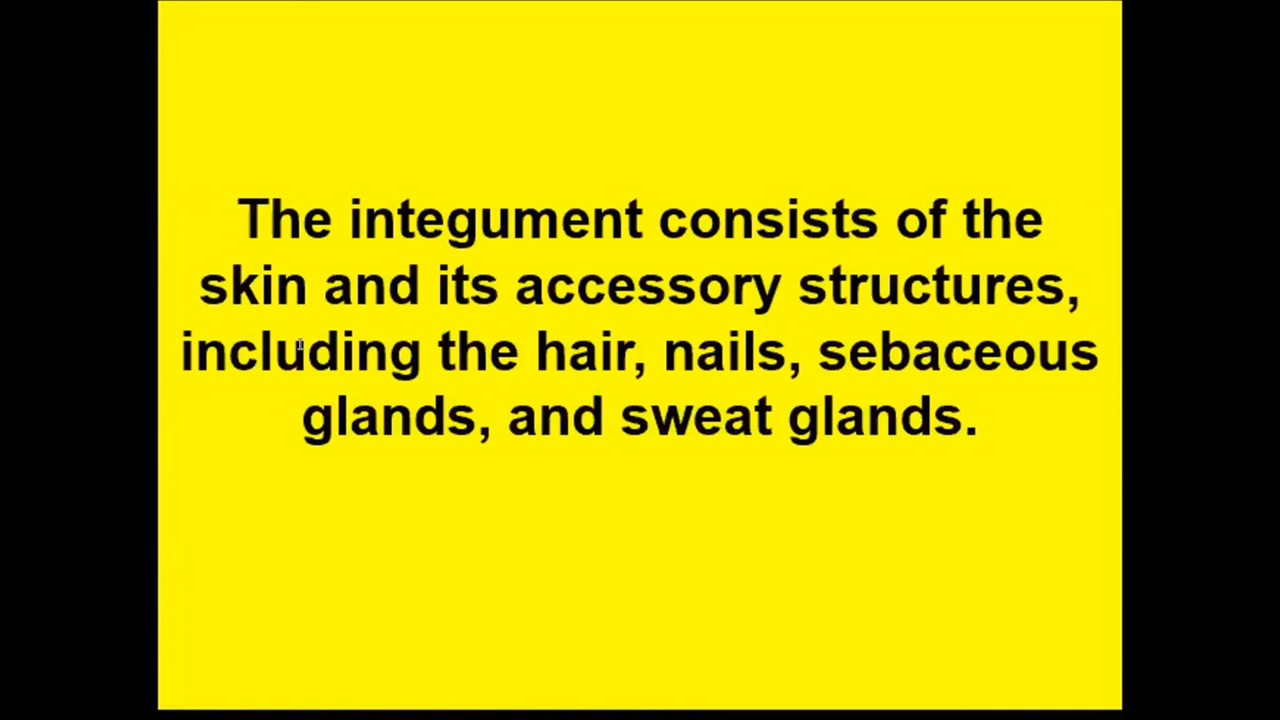 The integument consists of the
skin and its accessory structures,
including the hair, nails, sebaceous
glands, and sweat glands.